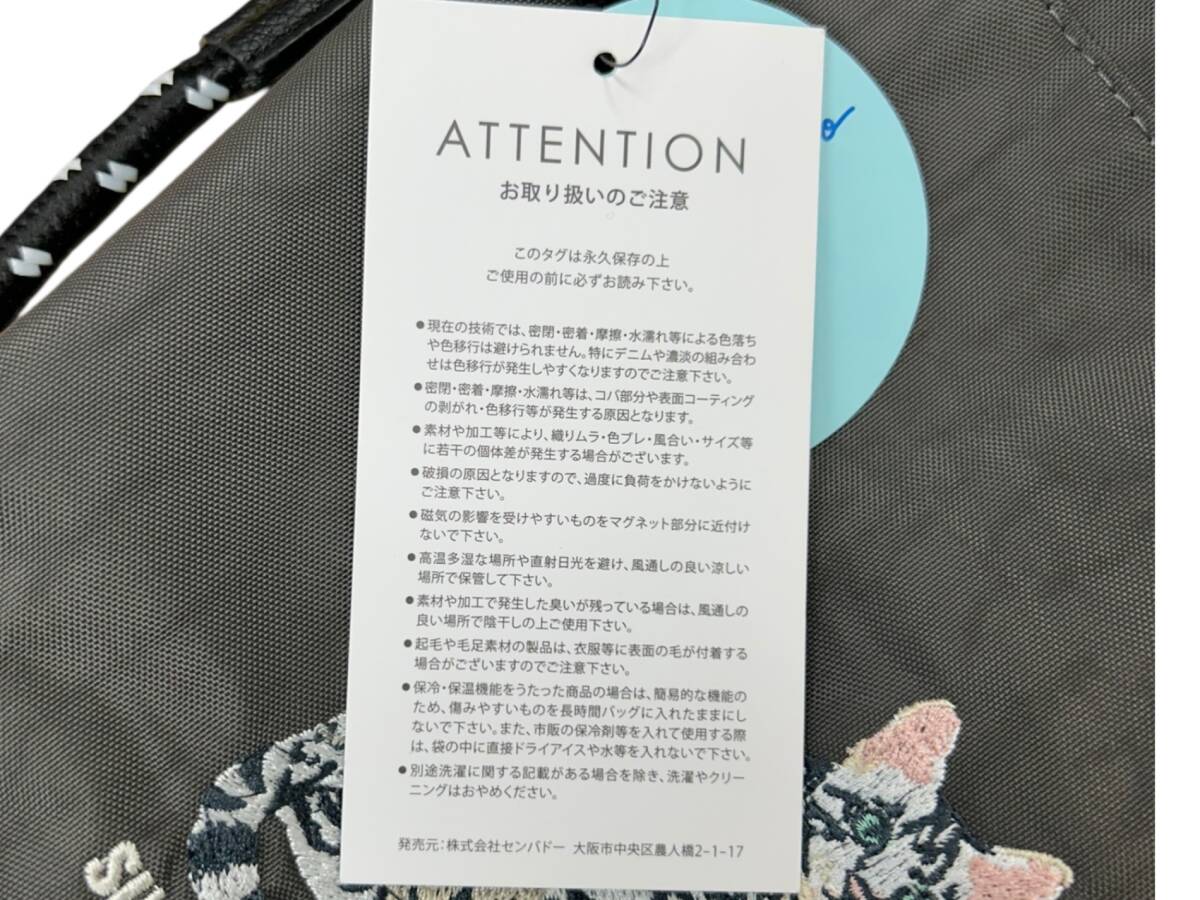 ATTENTION
お取り扱いのご注意
このタグは永久保存の上
ご使用の前に必ずお読み下さい。
●現在の技術では、密閉・密着・摩擦・水濡れ等による色落ち
や色移行は避けられません。特にデニムや濃淡の組み合わ
せは色移行が発生しやすくなりますのでご注意下さい。
●密閉・密着・摩擦・水濡れ等は、コバ部分や表面コーティング
の剥がれ・色移行等が発生する原因となります。
●素材や加工等により、織りムラ・色ブレ・風合い・サイズ等
に若干の個体差が発生する場合がございます。
●破損の原因となりますので、過度に負荷をかけないように
ご注意下さい。
●磁気の影響を受けやすいものをマグネット部分に近付け
ないで下さい。
●高温多湿な場所や直射日光を避け、風通しの良い涼しい
場所で保管して下さい。
●素材や加工で発生した臭いが残っている場合は、風通しの
良い場所で陰干しの上ご使用下さい。
●起毛や毛足素材の製品は、衣服等に表面の毛が付着する
場合がございますのでご注意下さい。
●保冷・保温機能をうたった商品の場合は、簡易的な機能の
ため、傷みやすいものを長時間バッグに入れたままにし
ないで下さい。また、市販の保冷剤等を入れて使用する際
は、袋の中に直接ドライアイスや水等を入れないで下さい。
●別途洗濯に関する記載がある場合を除き、洗濯やクリー
ニングはおやめください。
発売元：株式会社センバドー 大阪市中央区農人橋2-1-17